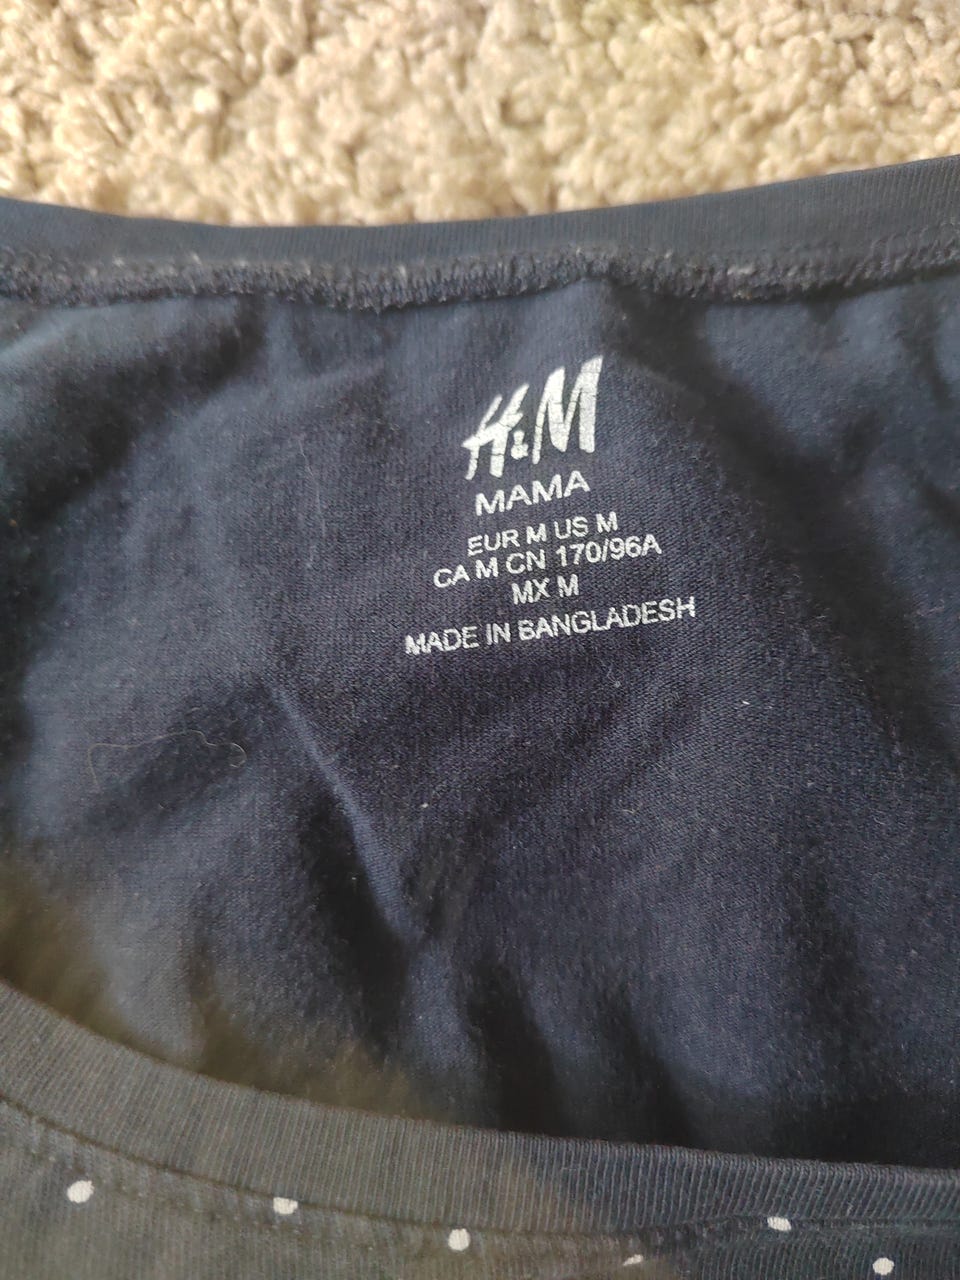 H&M
MAMA
EUR M US M
CA M CN 170/96A
MX M
MADE IN BANGLADESH